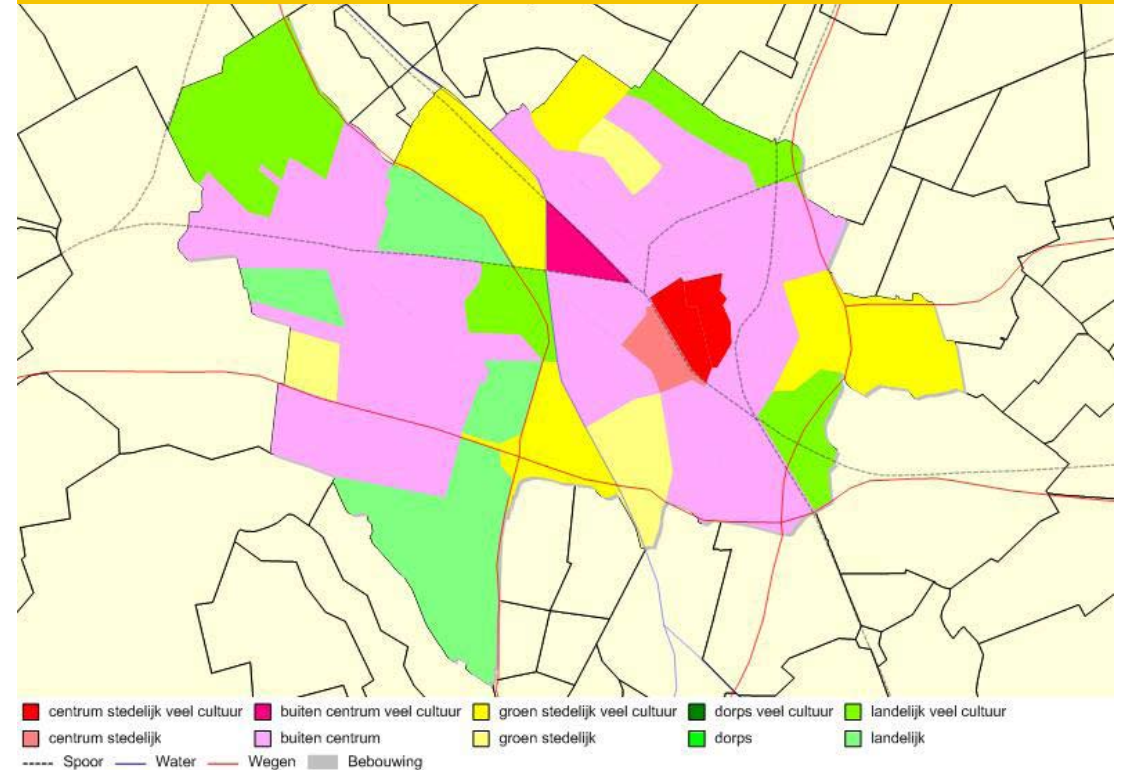 centrum stedelijk veel cultuur buiten centrum veel cultuur groen stedelijk veel cultuur dorps veel cultuur landelijk veel cultuur
centrum stedelijk buiten centrum groen stedelijk dorps landelijk
Spoor Water Wegen Bebouwing